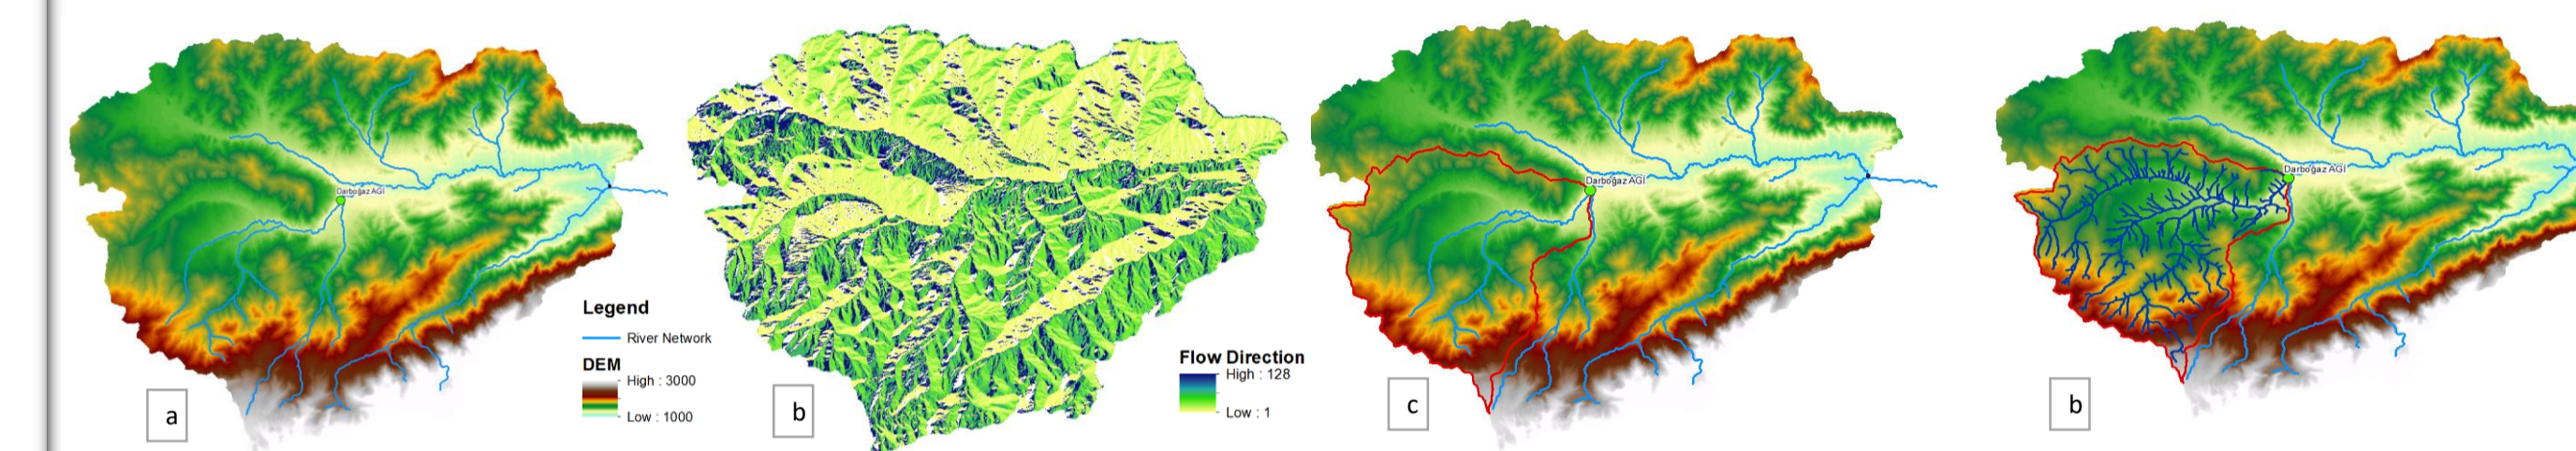 Darboğaz AGİ
Legend
River Network
DEM
High : 3000
Low : 1000
a
Flow Direction
High : 128
Low : 1
b
Darboğaz AGİ
c
Darboğaz AGİ
b